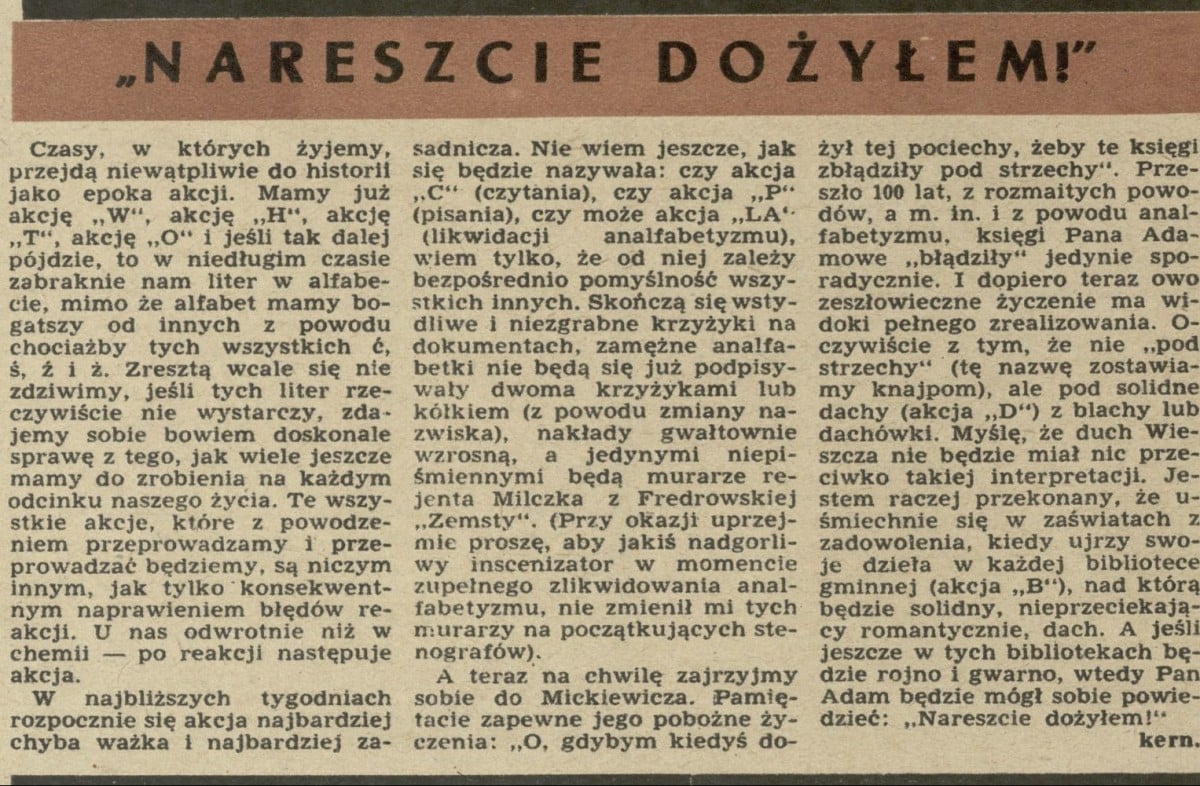 „NARESZCIE DOŻYŁEM!”
Czasy, w których żyjemy,
przejdą niewątpliwie do historii
jako epoka akcji. Mamy już
akcję „W“, akcję „H“, akcję
„T“, akcję „O“ i jeśli tak dalej
pójdzie, to w niedługim czasie
zabraknie nam liter w alfabe-
cie, mimo że alfabet mamy bo-
gatszy od innych z powodu
chociażby tych wszystkich ć,
ś, ź i ż. Zresztą wcale się nie
zdziwimy, jeśli tych liter rze-
czywiście nie wystarczy, zda-
jemy sobie bowiem doskonale
sprawę z tego, jak wiele jeszcze
mamy do zrobienia na każdym
odcinku naszego życia. Te wszy-
stkie akcje, które z powodze-
niem przeprowadzamy i prze-
prowadzać będziemy, są niczym
innym, jak tylko konsekwent-
nym naprawieniem błędów re-
akcji. U nas odwrotnie niż w
chemii — po reakcji następuje
akcja.
W najbliższych tygodniach
rozpocznie się akcja najbardziej
chyba ważka i najbardziej za-
sadnicza. Nie wiem jeszcze, jak
się będzie nazywała: czy akcja
„C“ (czytania), czy akcja „P“
(pisania), czy może akcja „LA“
(likwidacji analfabetyzmu),
wiem tylko, że od niej zależy
bezpośrednio pomyślność wszy-
stkich innych. Skończą się wsty-
dliwe i niezgrabne krzyżyki na
dokumentach, zamężne analfa-
betki nie będą się już podpisy-
wały dwoma krzyżykami lub
kółkiem (z powodu zmiany na-
zwiska), nakłady gwałtownie
wzrosną, a jedynymi niepi-
śmiennymi będą murarze re-
jenta Milczka z Fredrowskiej
„Zemsty“. (Przy okazji uprzej-
mie proszę, aby jakiś nadgorli-
wy inscenizator w momencie
zupełnego zlikwidowania anal-
fabetyzmu, nie zmienił mi tych
murarzy na początkujących ste-
nografów).
A teraz na chwilę zajrzyjmy
sobie do Mickiewicza. Pamię-
tacie zapewne jego pobożne ży-
czenia: „O, gdybym kiedyś do-
żył tej pociechy, żeby te księgi
zbłądziły pod strzechy“. Prze-
szło 100 lat, z rozmaitych powo-
dów, a m. in. i z powodu anal-
fabetyzmu, księgi Pana Ada-
mowe „błądziły“ jedynie spo-
radycznie. I dopiero teraz owo
zeszłowieczne życzenie ma wi-
doki pełnego zrealizowania. O-
czywiście z tym, że nie „pod
strzechy“ (tę nazwę zostawia-
my knajpom), ale pod solidne
dachy (akcja „D“) z blachy lub
dachówki. Myślę, że duch Wie-
szcza nie będzie miał nic prze-
ciwko takiej interpretacji. Je-
stem raczej przekonany, że u-
śmiechnie się w zaświatach z
zadowolenia, kiedy ujrzy swo-
je dzieła w każdej bibliotece
gminnej (akcja „B“), nad którą
będzie solidny, nieprzeciekają-
cy romantycznie, dach. A jeśli
jeszcze w tych bibliotekach bę-
dzie rojno i gwarno, wtedy Pan
Adam będzie mógł sobie powie-
dzieć: „Nareszcie dożyłem!“
kern.